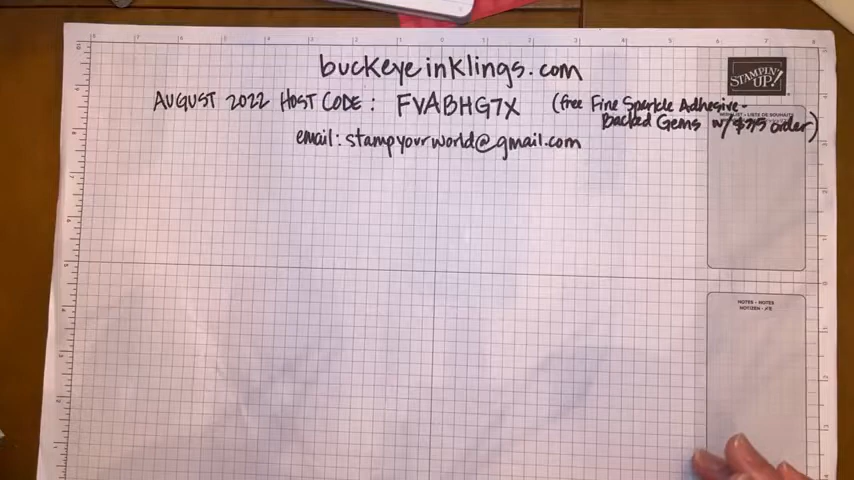 buckeyeinklings.com
STAMPIN' UP!
AUGUST 2022 HOST CODE : FVABHG7X (free Fine Sparkle Adhesive-
Backed Gems w/ order)
email: stampyourworld@gmail.com
NOTES - NOTES